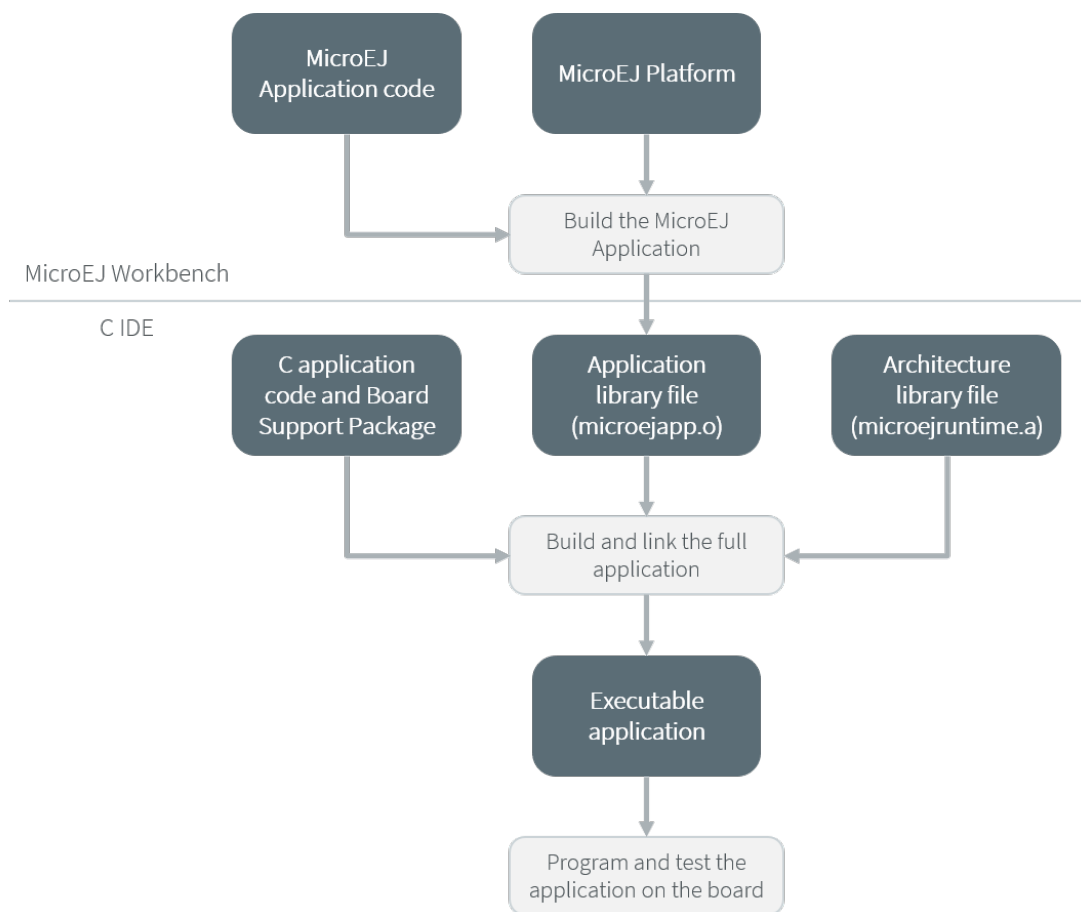 MicroEJ
Application code
MicroEJ Platform
Build the MicroEJ
Application
MicroEJ Workbench
C IDE
C application
code and Board
Support Package
Application
library file
(microejapp.o)
Architecture
library file
(microejruntime.a)
Build and link the full
application
Executable
application
Program and test the
application on the board